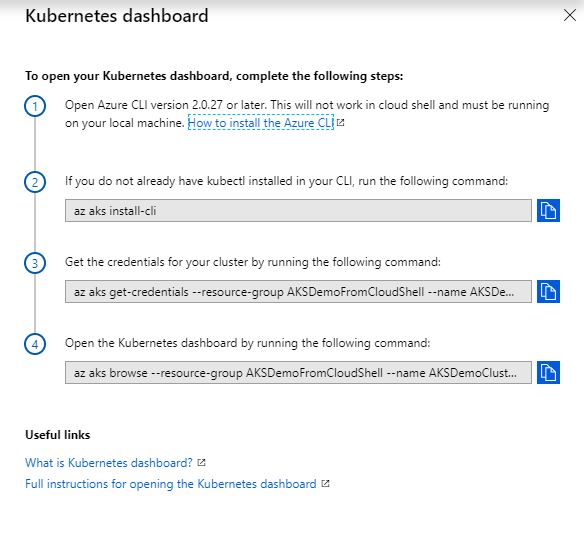 Kubernetes dashboard
To open your Kubernetes dashboard, complete the following steps:
1
Open Azure CLI version 2.0.27 or later. This will not work in cloud shell and must be running
on your local machine. How to install the Azure CLI
2
If you do not already have kubectl installed in your CLI, run the following command:
az aks install-cli
3
Get the credentials for your cluster by running the following command:
az aks get-credentials --resource-group AKSDemoFromCloudShell --name AKSDe...
4
Open the Kubernetes dashboard by running the following command:
az aks browse --resource-group AKSDemoFromCloudShell --name AKSDemoClust...
Useful links
What is Kubernetes dashboard?
Full instructions for opening the Kubernetes dashboard